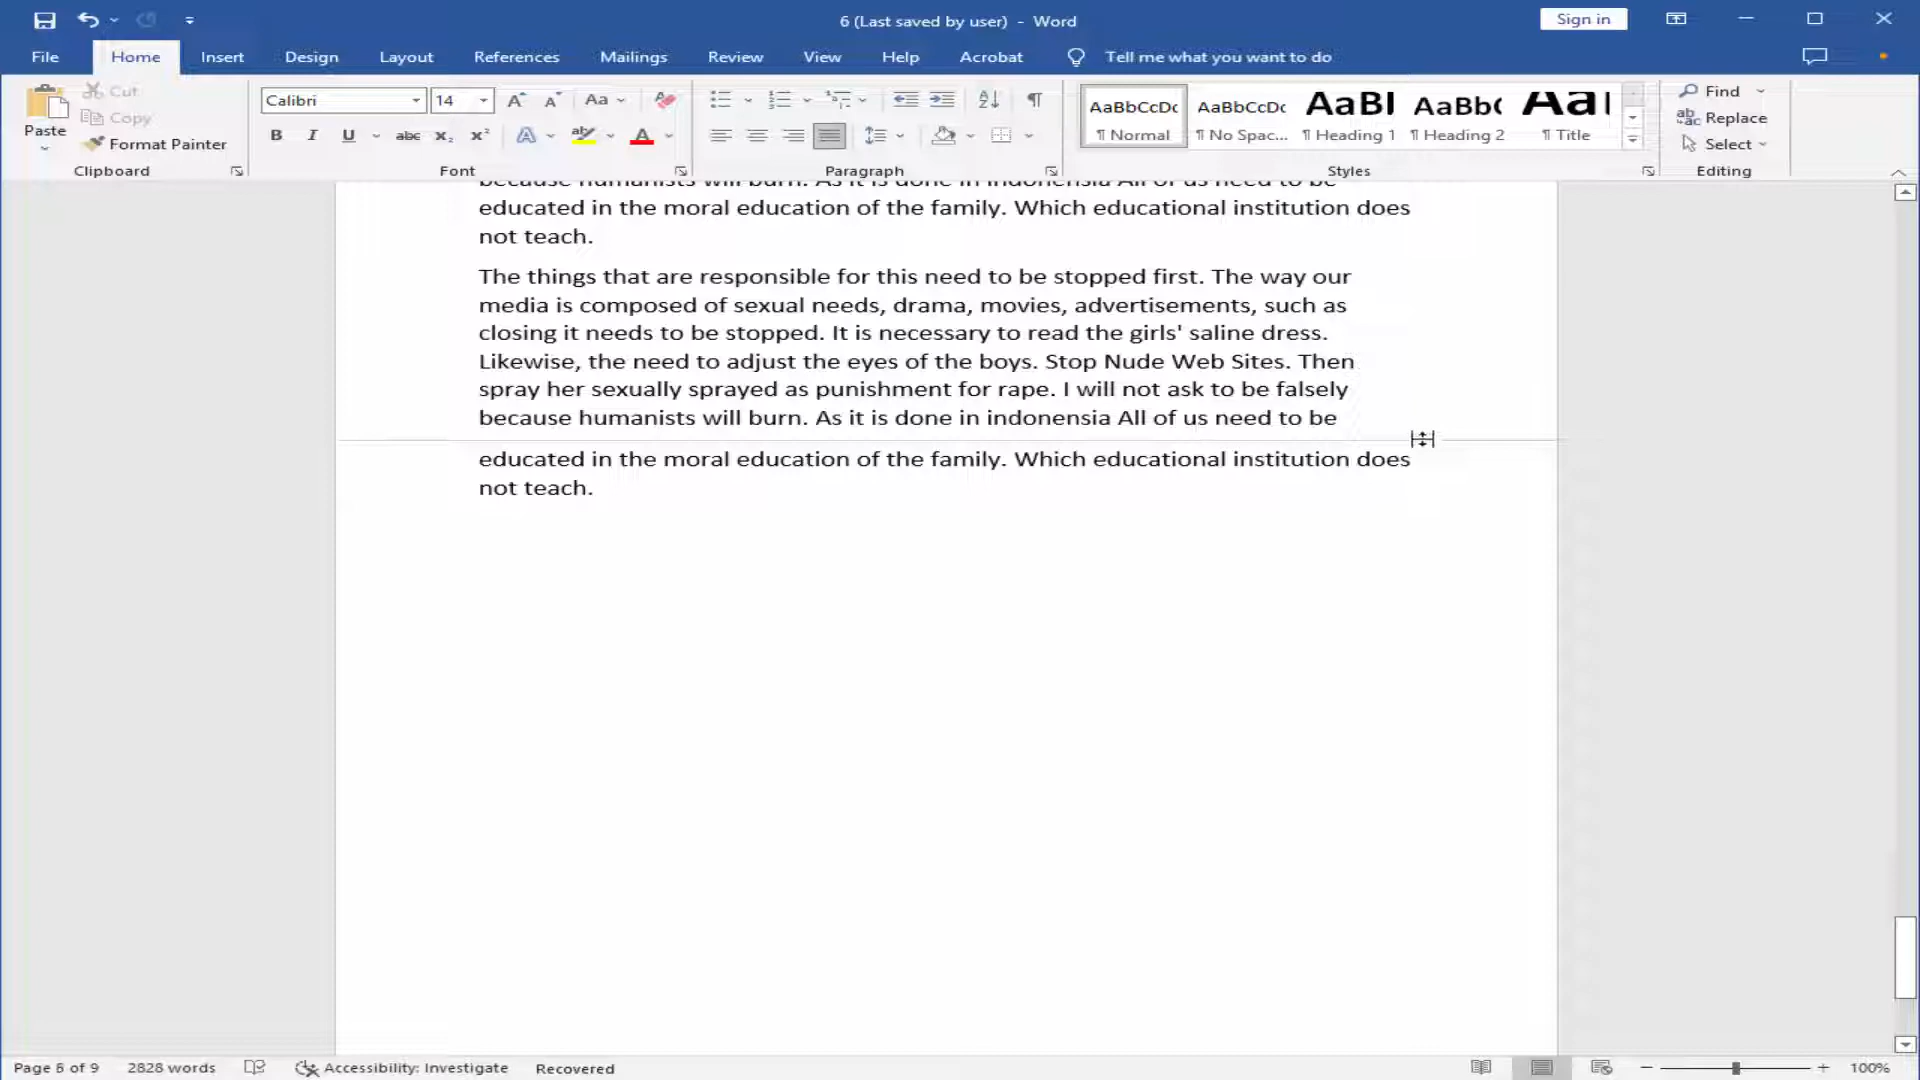 6 (Last saved by user) - Word
Sign in
File Home Insert Design Layout References Mailings Review View Help Acrobat Tell me what you want to do
Paste
Cut
Copy
Format Painter
Clipboard
Calibri 14
Font
Paragraph
AaBbCcDc AaBbCcDc AaBl AaBb( Aa
¶ Normal ¶ No Spac... ¶ Heading 1 ¶ Heading 2 ¶ Title
Styles
Find
Replace
Select
Editing
because humanists will burn. As it is done in indonensia All of us need to be
educated in the moral education of the family. Which educational institution does
not teach.
The things that are responsible for this need to be stopped first. The way our
media is composed of sexual needs, drama, movies, advertisements, such as
closing it needs to be stopped. It is necessary to read the girls' saline dress.
Likewise, the need to adjust the eyes of the boys. Stop Nude Web Sites. Then
spray her sexually sprayed as punishment for rape. I will not ask to be falsely
because humanists will burn. As it is done in indonensia All of us need to be
educated in the moral education of the family. Which educational institution does
not teach.
Page of 9 2828 words Accessibility: Investigate Recovered 100%